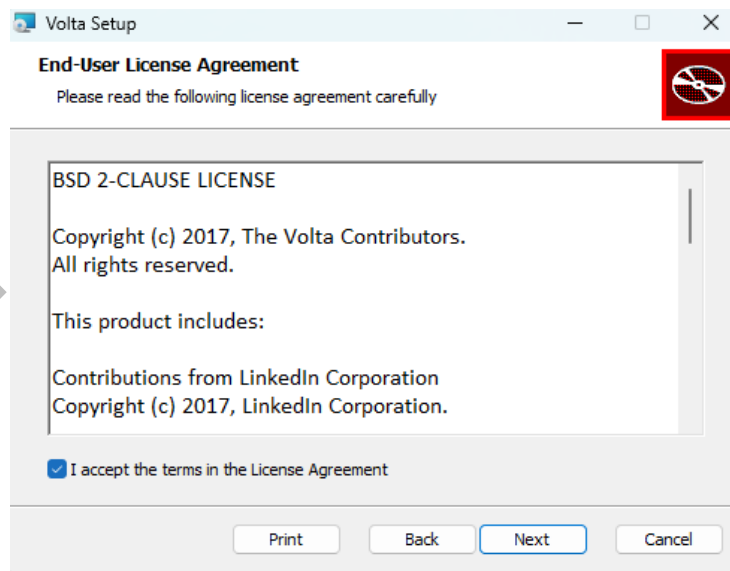 Volta Setup
End-User License Agreement
Please read the following license agreement carefully
BSD 2-CLAUSE LICENSE
Copyright (c) 2017, The Volta Contributors.
All rights reserved.
This product includes:
Contributions from LinkedIn Corporation
Copyright (c) 2017, LinkedIn Corporation.
I accept the terms in the License Agreement
Print Back Next Cancel